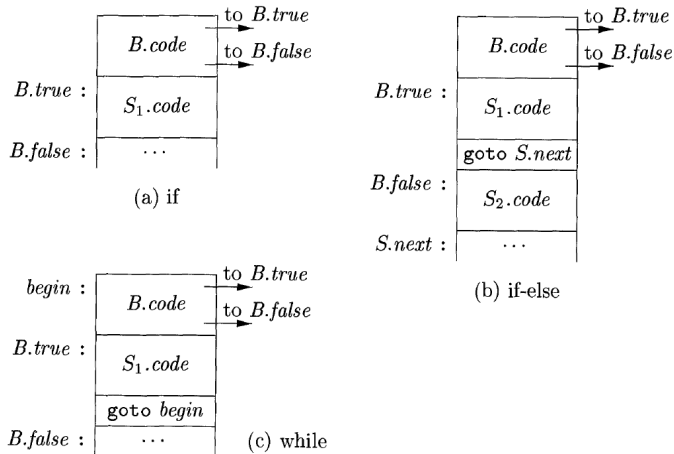 to B.true
B.code
to B.false
B.true :
S₁.code
B.false :
...
(a) if
to B.true
B.code
to B.false
B.true :
S₁.code
goto S.next
B.false :
S₂.code
S.next :
...
(b) if-else
begin :
to B.true
B.code
to B.false
B.true :
S₁.code
goto begin
B.false :
...
(c) while